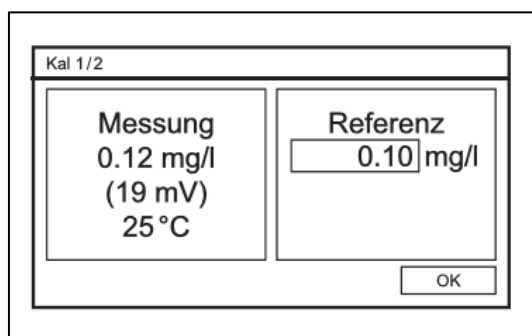 Kal 1/2
Messung
0.12 mg/l
(19 mV)
25°C
Referenz
0.10 mg/l
OK